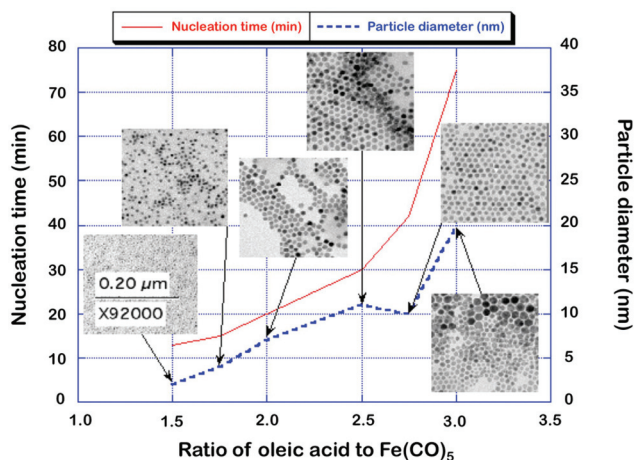 Nucleation time (min) Particle diameter (nm)
80 40
70 35
60 30
50 25
40 20
30 15
20 10
10 5
0 0
Nucleation time (min)
Particle diameter (nm)
0.20 µm
X92000
1.0 1.5 2.0 2.5 3.0 3.5
Ratio of oleic acid to Fe(CO)₅